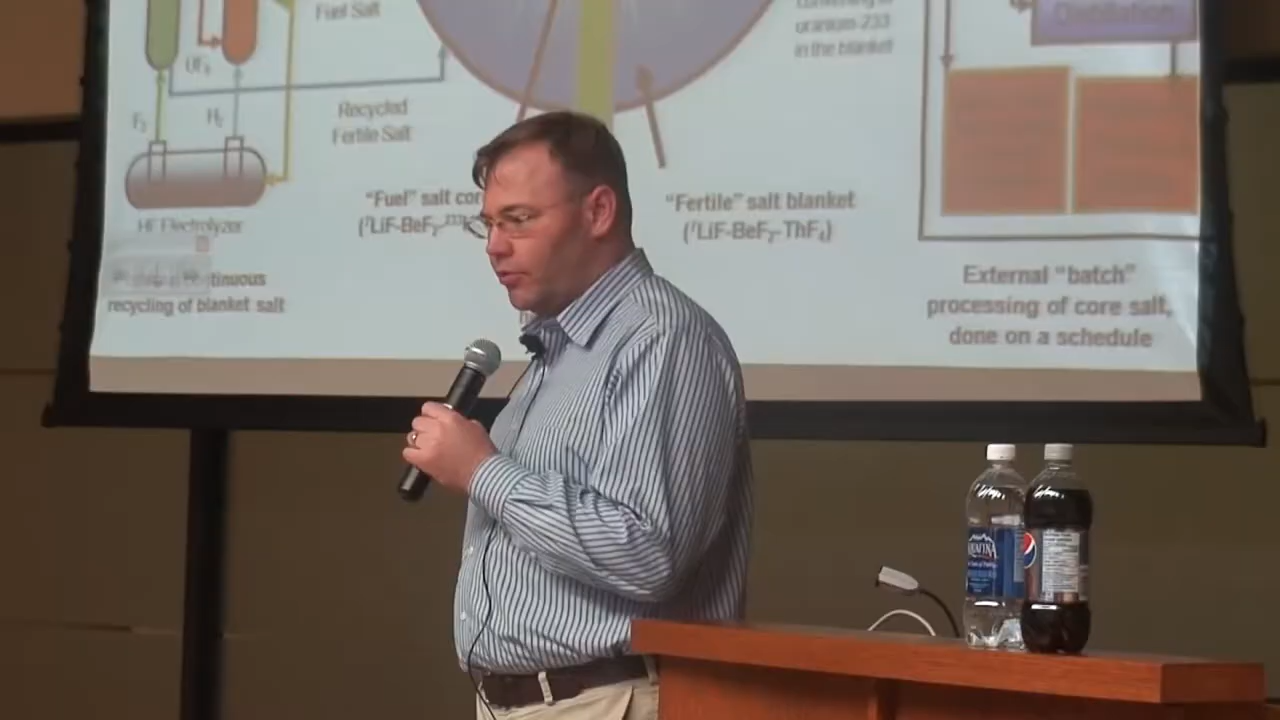 Fuel Salt
UF₆
F₂
H₂
Recycled
Fertile Salt
HF Electrolyzer
recycling of blanket salt
"Fuel" salt
(⁷LiF-BeF₂-²³³
"Fertile" salt blanket
(⁷LiF-BeF₂-ThF₄)
uranium-233
in the blanket
Distillation
External "batch"
processing of core salt,
done on a schedule
AQUAFINA